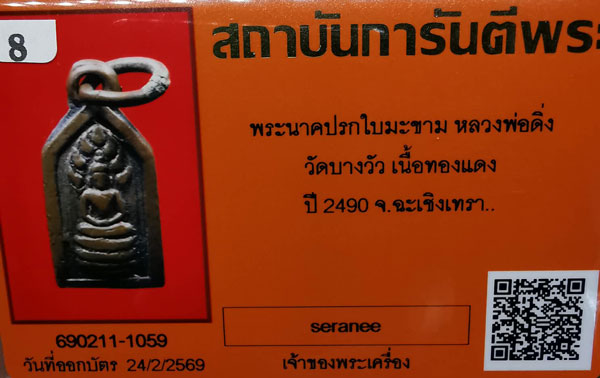 8
สถาบันการันตีพระ
พระนาคปรกใบมะขาม หลวงพ่อดิ่ง
วัดบางวัว เนื้อทองแดง
ปี 2490 จ.ฉะเชิงเทรา..
seranee
690211-1059
วันที่ออกบัตร 24/2/2569
เจ้าของพระเครื่อง